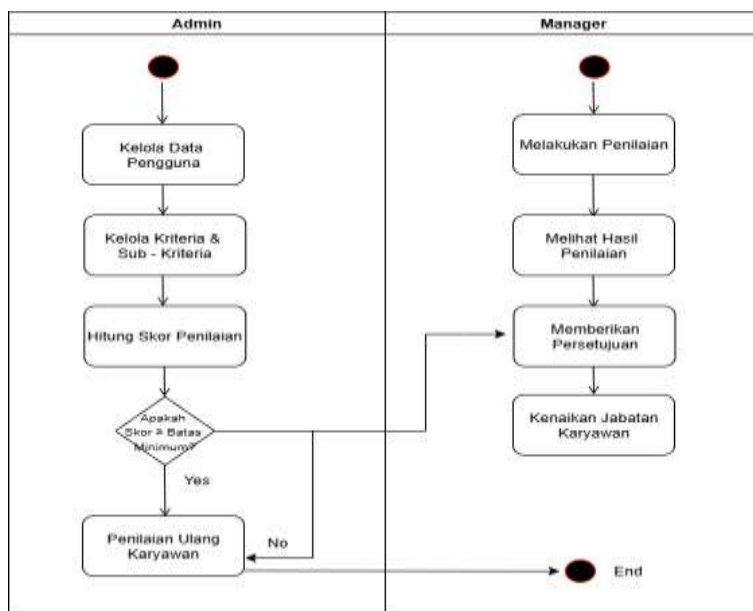 Admin
Manager
Kelola Data
Pengguna
Kelola Kriteria &
Sub - Kriteria
Hitung Skor Penilaian
Apakah
Skor ≥ Batas
Minimum?
Yes
No
Penilaian Ulang
Karyawan
Melakukan Penilaian
Melihat Hasil
Penilaian
Memberikan
Persetujuan
Kenaikan Jabatan
Karyawan
End